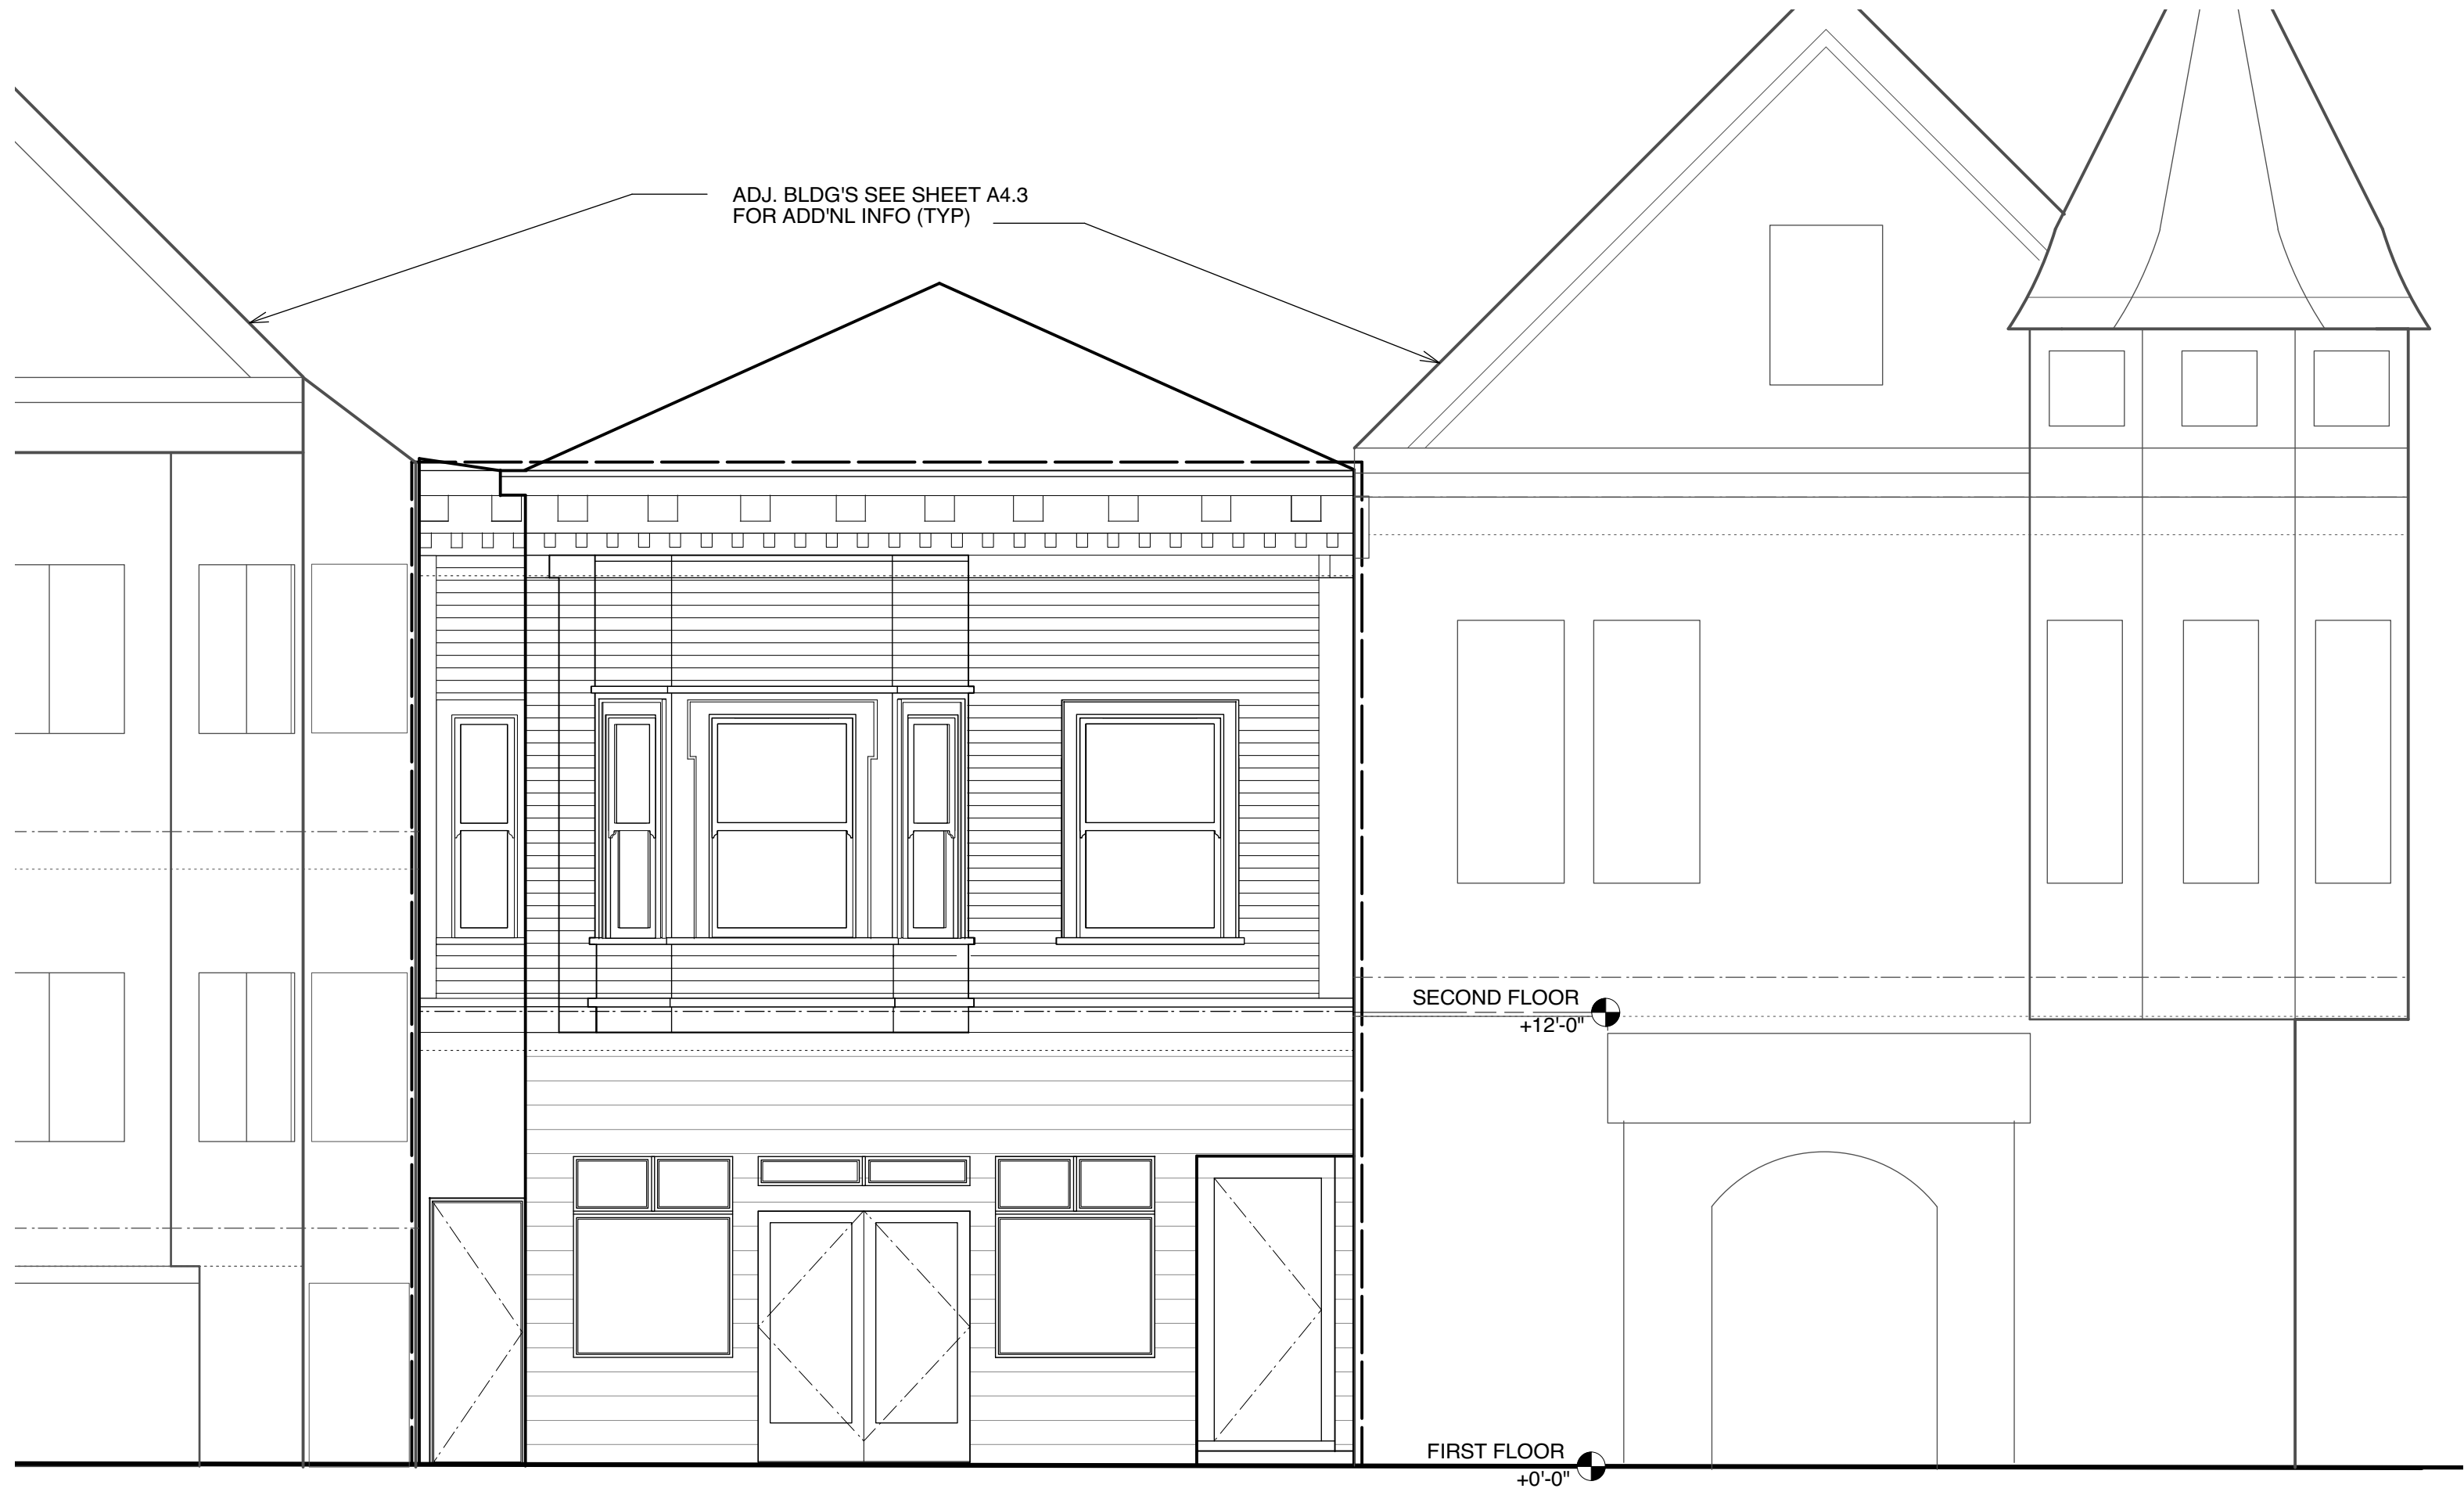 ADJ. BLDG'S SEE SHEET A4.3
FOR ADD'NL INFO (TYP)
SECOND FLOOR
+12'-0"
FIRST FLOOR
+0'-0"